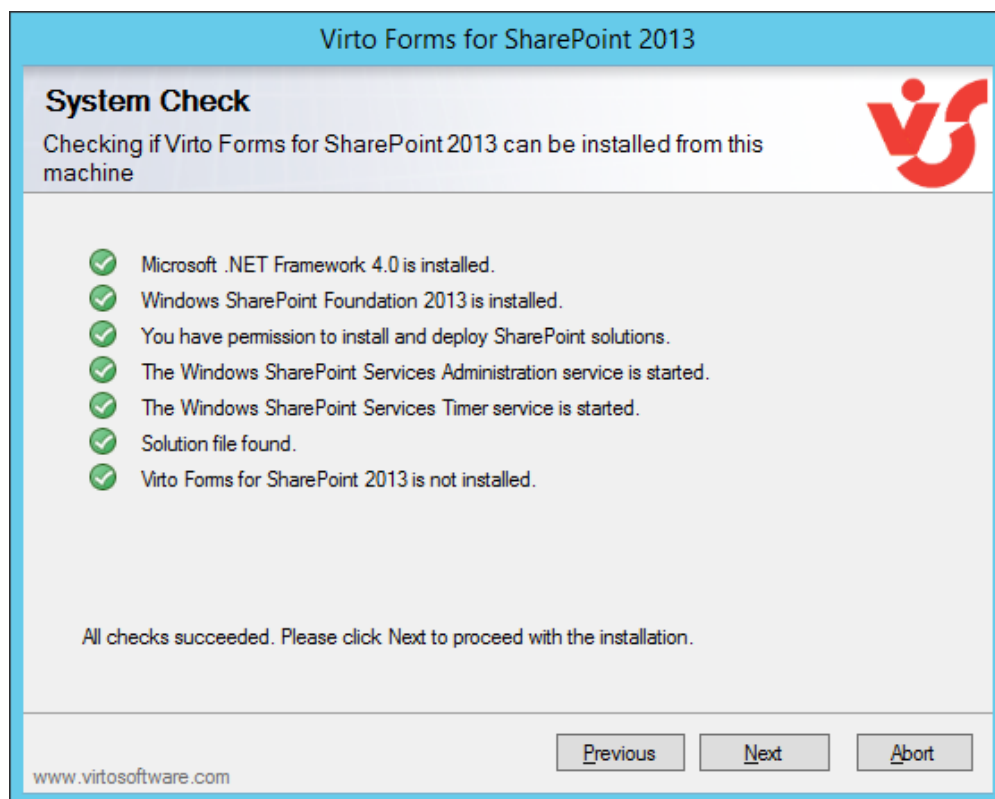 Virto Forms for SharePoint 2013
System Check
Checking if Virto Forms for SharePoint 2013 can be installed from this
machine
Microsoft .NET Framework 4.0 is installed.
Windows SharePoint Foundation 2013 is installed.
You have permission to install and deploy SharePoint solutions.
The Windows SharePoint Services Administration service is started.
The Windows SharePoint Services Timer service is started.
Solution file found.
Virto Forms for SharePoint 2013 is not installed.
All checks succeeded. Please click Next to proceed with the installation.
Previous Next Abort
www.virtosoftware.com